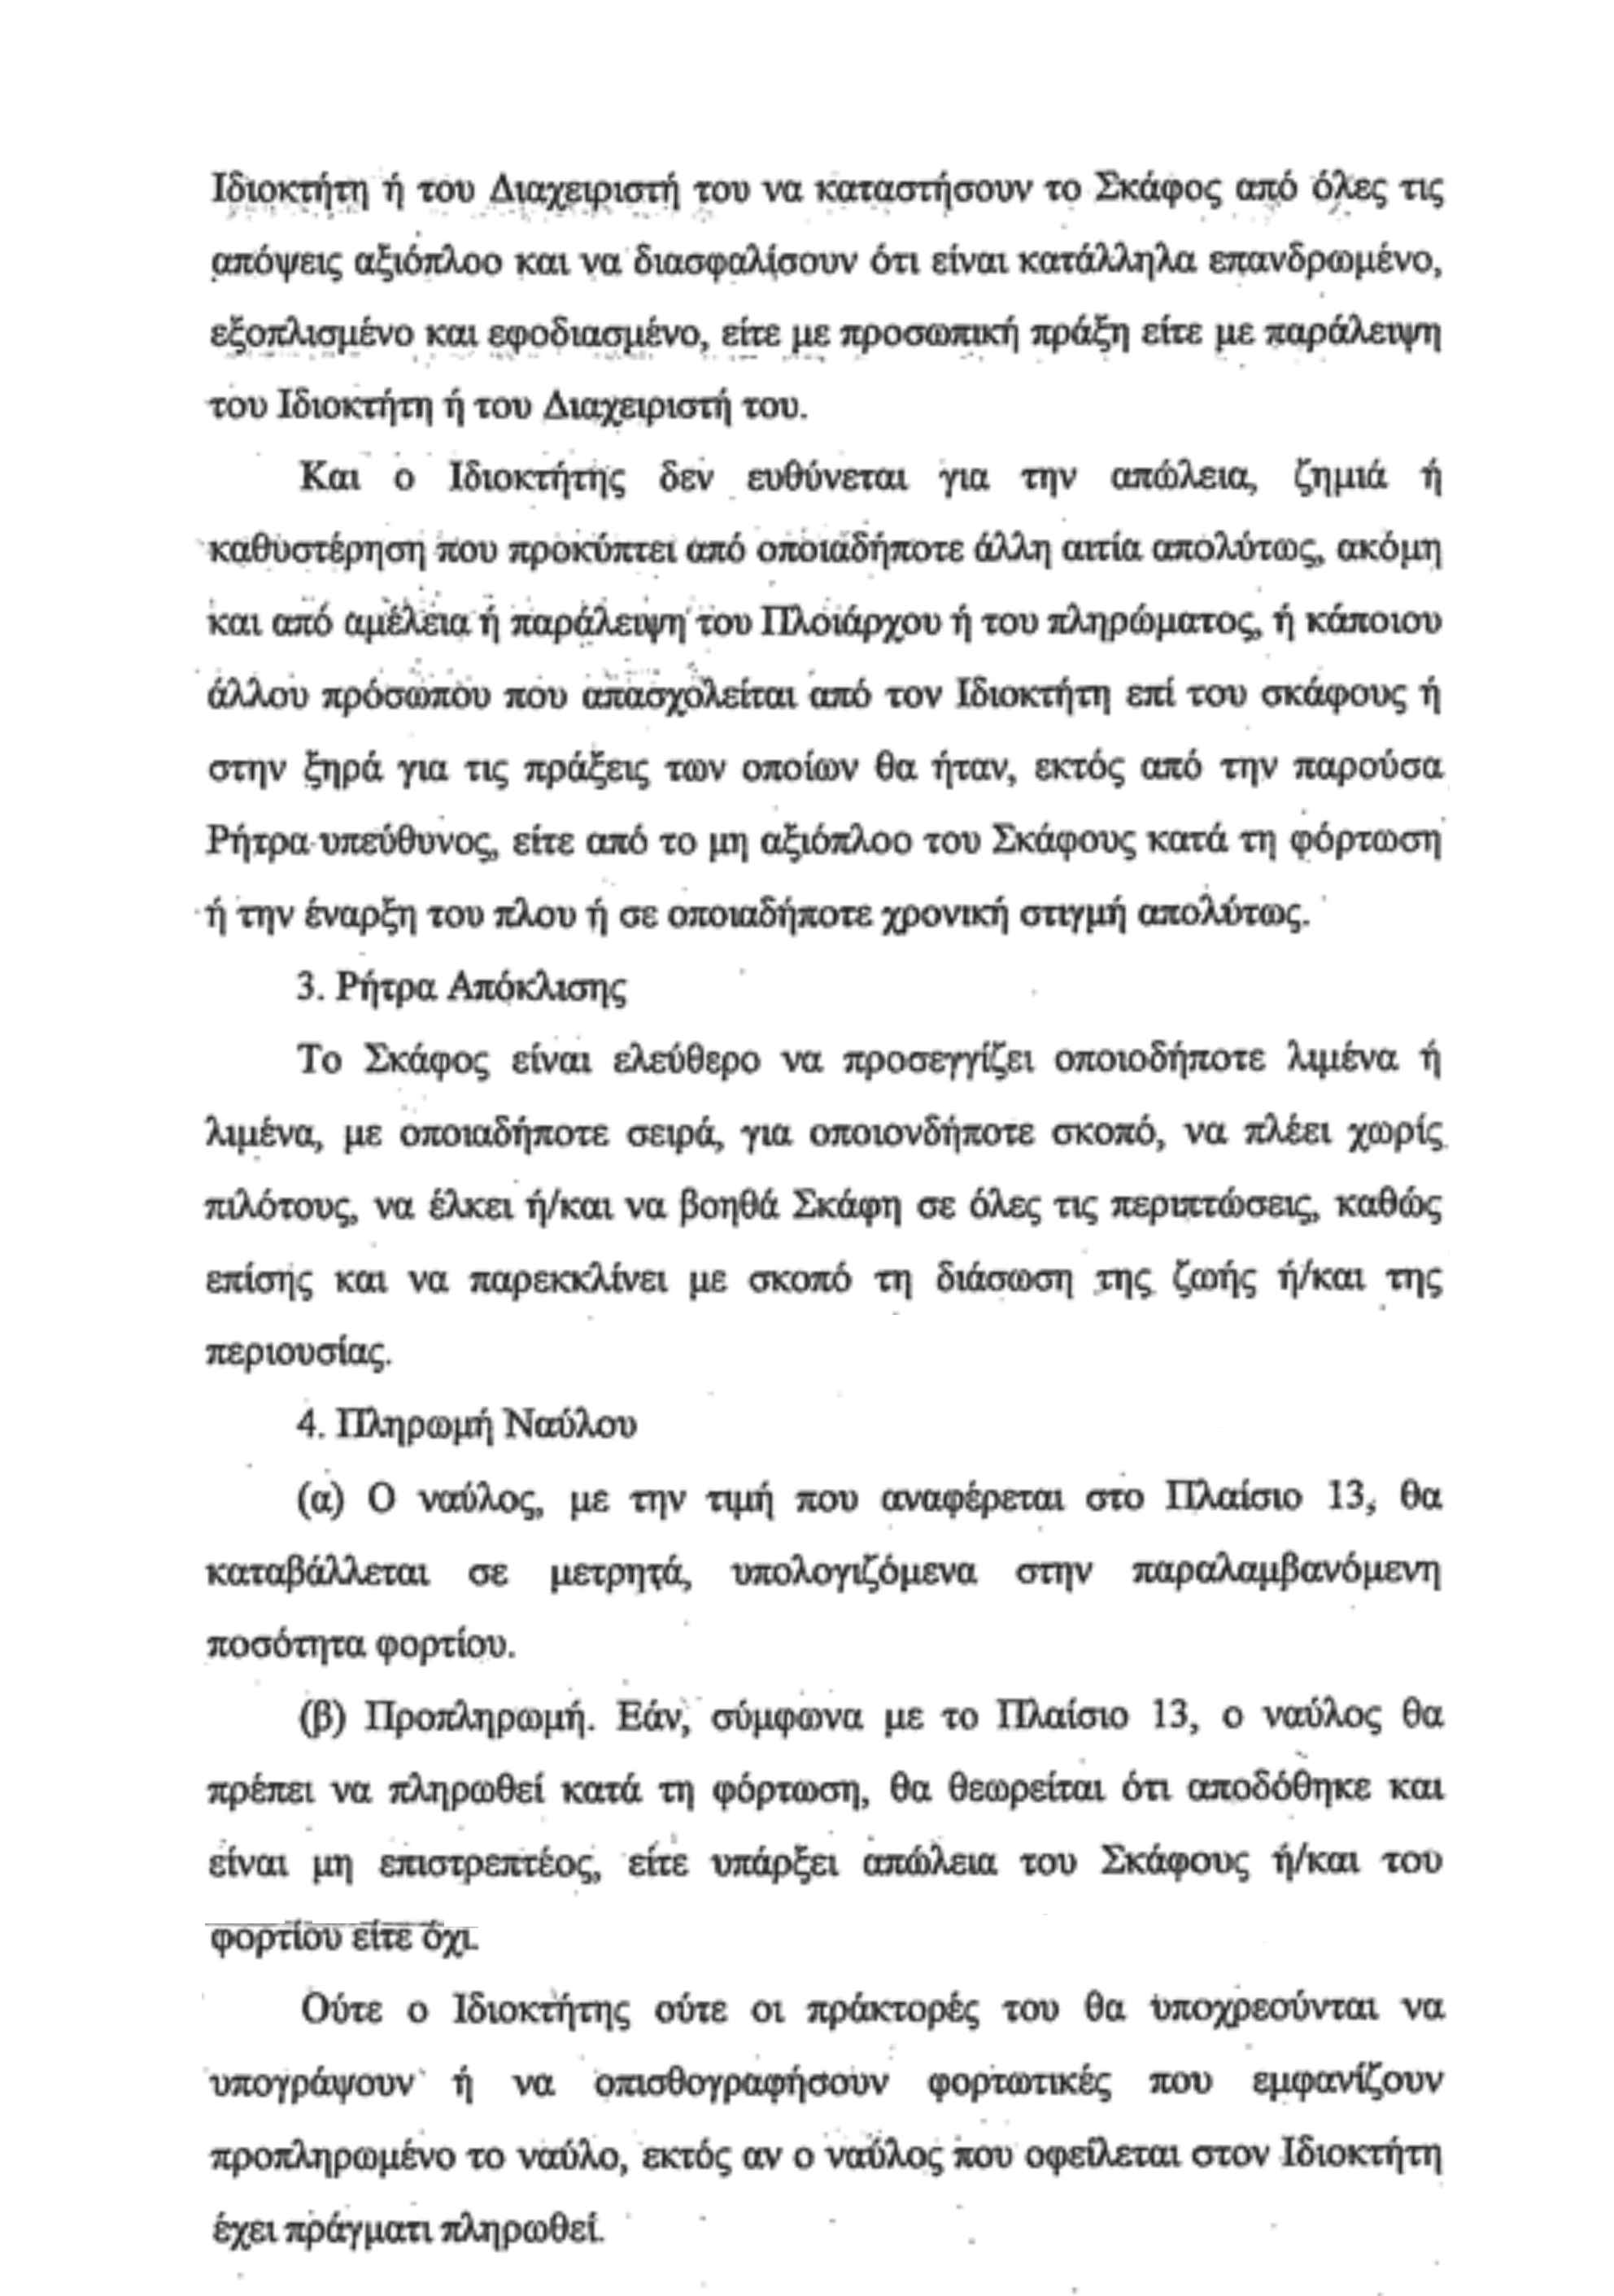 Ιδιοκτήτη ή του Διαχειριστή του να καταστήσουν το Σκάφος από όλες τις
απόψεις αξιόπλοο και να διασφαλίσουν ότι είναι κατάλληλα επανδρωμένο,
εξοπλισμένο και εφοδιασμένο, είτε με προσωπική πράξη είτε με παράλειψη
του Ιδιοκτήτη ή του Διαχειριστή του.
Και ο Ιδιοκτήτης δεν ευθύνεται για την απώλεια, ζημιά ή
καθυστέρηση που προκύπτει από οποιαδήποτε άλλη αιτία απολύτως, ακόμη
και από αμέλεια ή παράλειψη του Πλοιάρχου ή του πληρώματος, ή κάποιου
άλλου πρόσωπου που απασχολείται από τον Ιδιοκτήτη επί του σκάφους ή
στην ξηρά για τις πράξεις των οποίων θα ήταν, εκτός από την παρούσα
Ρήτρα υπεύθυνος, είτε από το μη αξιόπλοο του Σκάφους κατά τη φόρτωση
ή την έναρξη του πλου ή σε οποιαδήποτε χρονική στιγμή απολύτως.
3. Ρήτρα Απόκλισης
Το Σκάφος είναι ελεύθερο να προσεγγίζει οποιοδήποτε λιμένα ή
λιμένα, με οποιαδήποτε σειρά, για οποιονδήποτε σκοπό, να πλέει χωρίς
πιλότους, να έλκει ή/και να βοηθά Σκάφη σε όλες τις περιπτώσεις, καθώς
επίσης και να παρεκκλίνει με σκοπό τη διάσωση της ζωής ή/και της
περιουσίας.
4. Πληρωμή Ναύλου
(α) Ο ναύλος, με την τιμή που αναφέρεται στο Πλαίσιο 13, θα
καταβάλλεται σε μετρητά, υπολογιζόμενα στην παραλαμβανόμενη
ποσότητα φορτίου.
(β) Προπληρωμή. Εάν, σύμφωνα με το Πλαίσιο 13, ο ναύλος θα
πρέπει να πληρωθεί κατά τη φόρτωση, θα θεωρείται ότι αποδόθηκε και
είναι μη επιστρεπτέος, είτε υπάρξει απώλεια του Σκάφους ή/και του
φορτίου είτε όχι.
Ούτε ο Ιδιοκτήτης ούτε οι πράκτορές του θα υποχρεούνται να
υπογράψουν ή να οπισθογραφήσουν φορτωτικές που εμφανίζουν
προπληρωμένο το ναύλο, εκτός αν ο ναύλος που οφείλεται στον Ιδιοκτήτη
έχει πράγματι πληρωθεί.